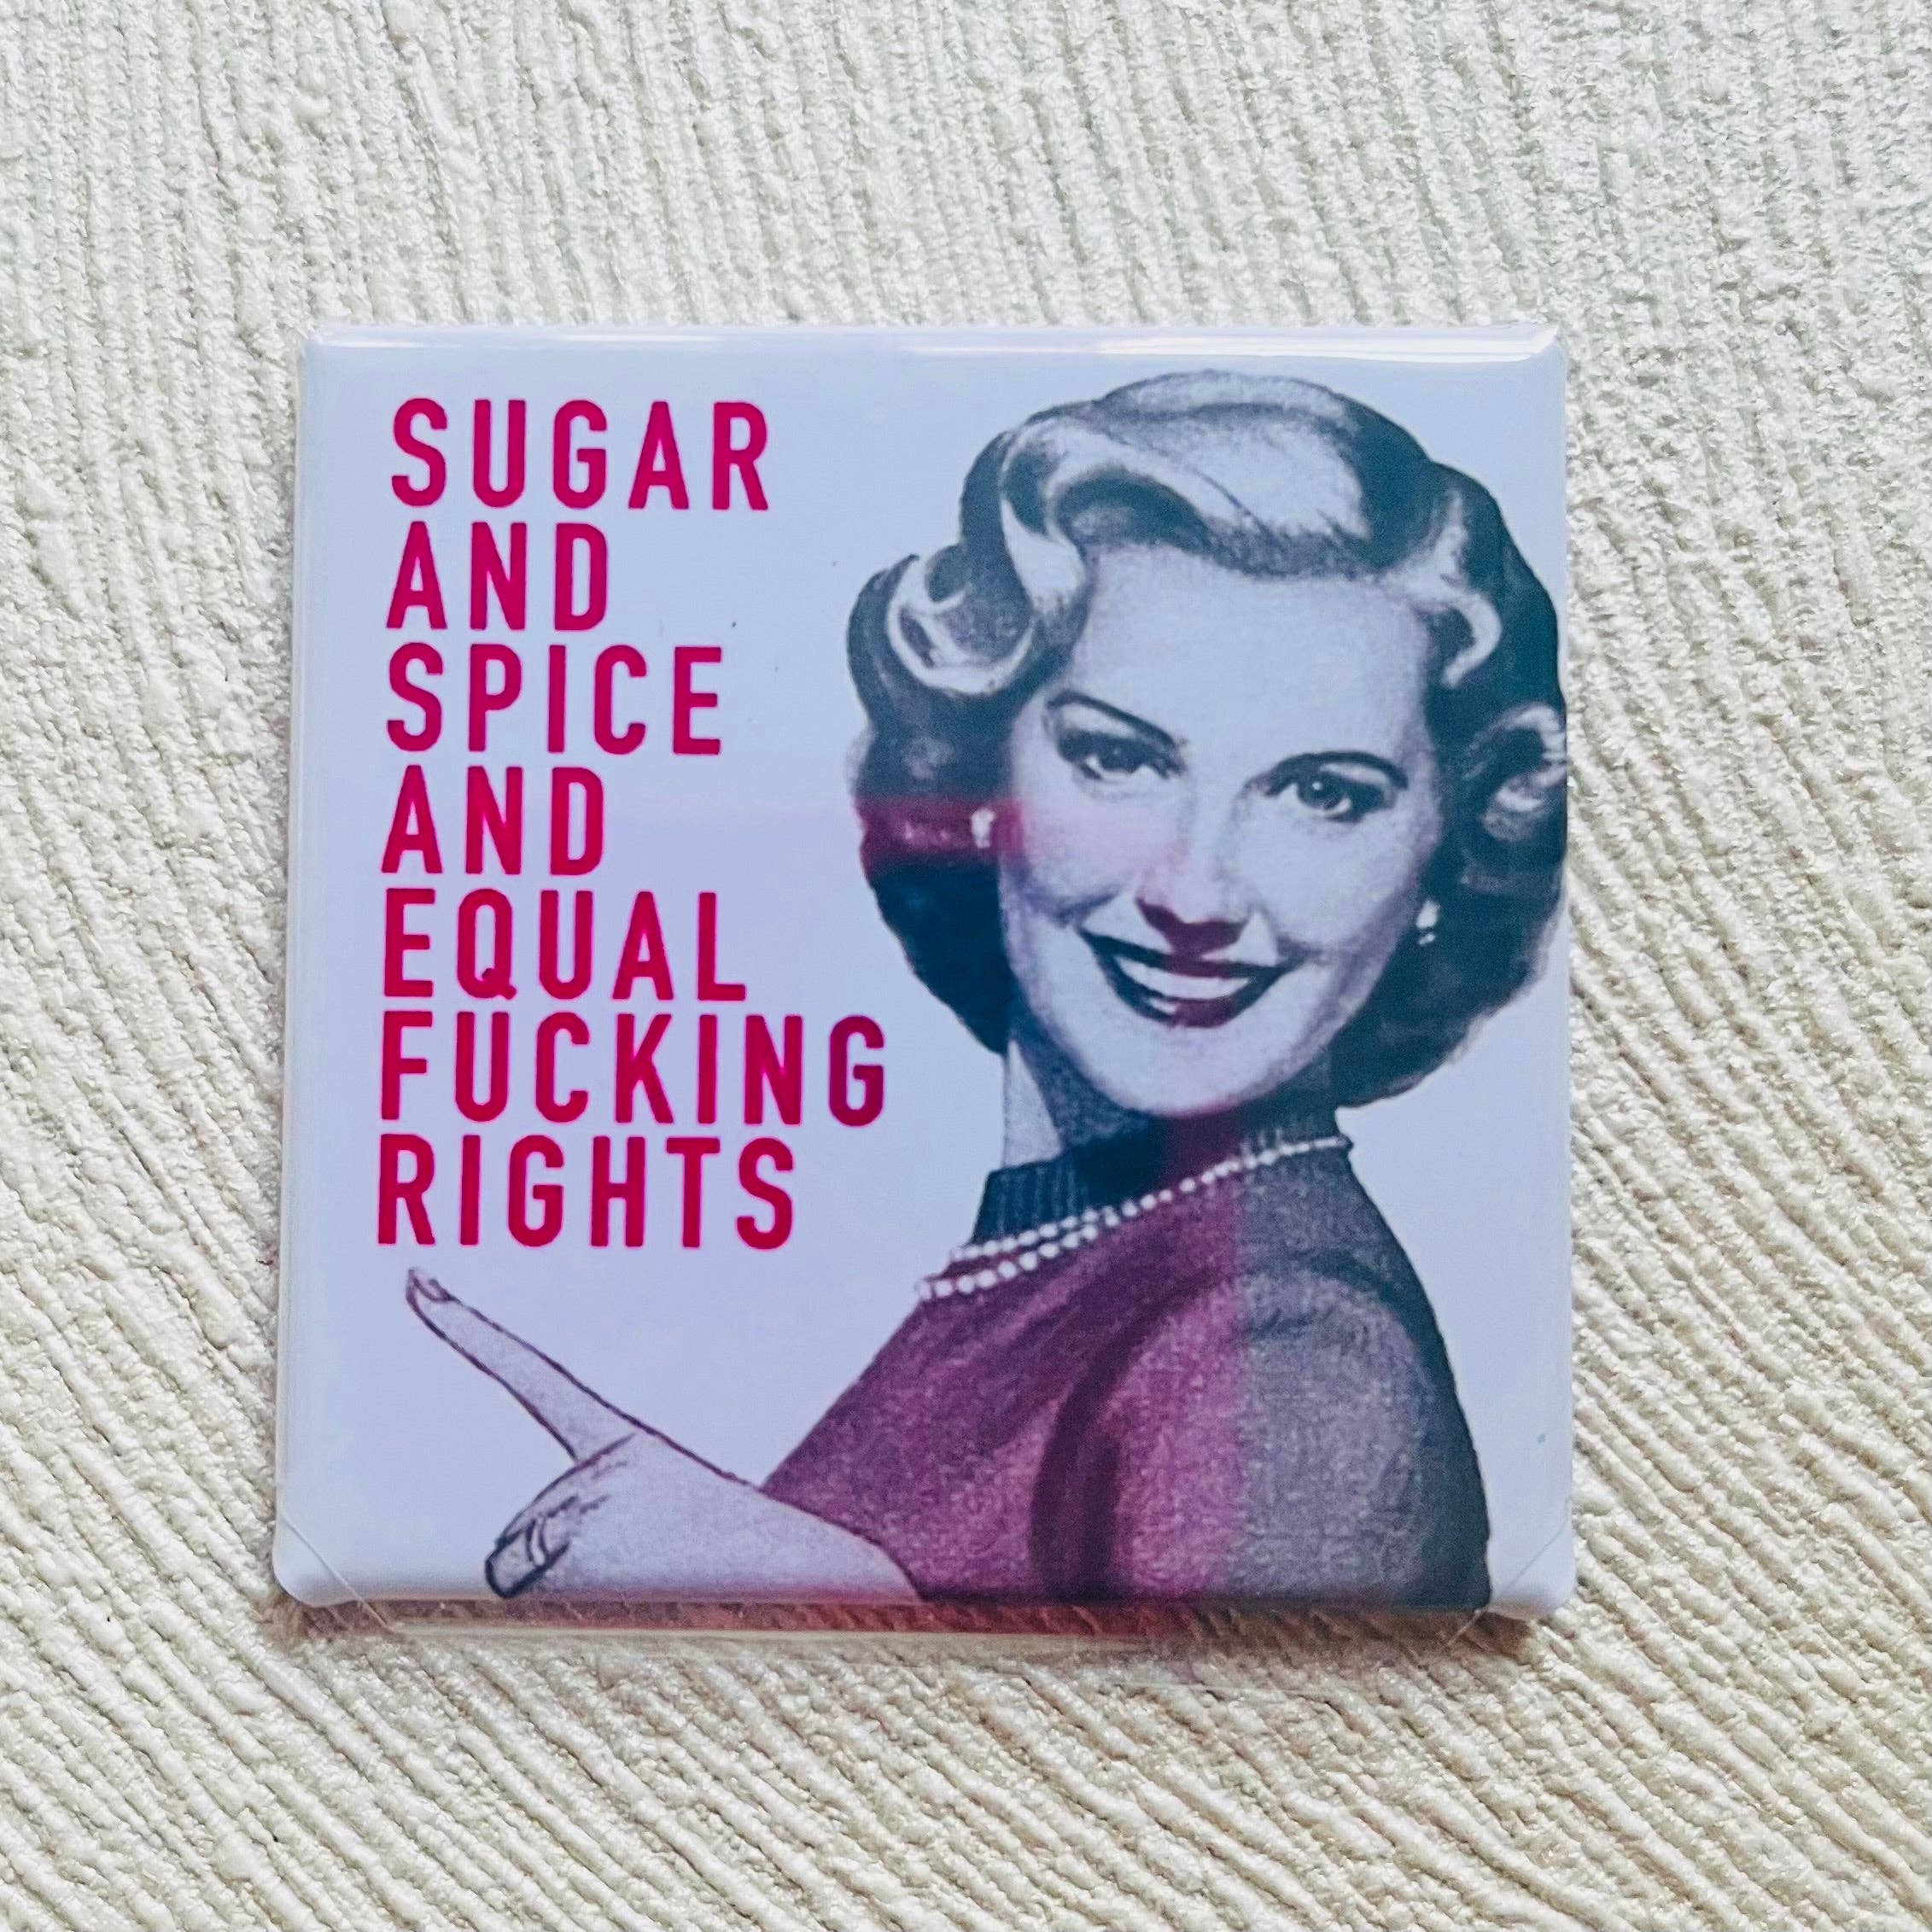 SUGAR
AND
SPICE
AND
EQUAL
FUCKING
RIGHTS